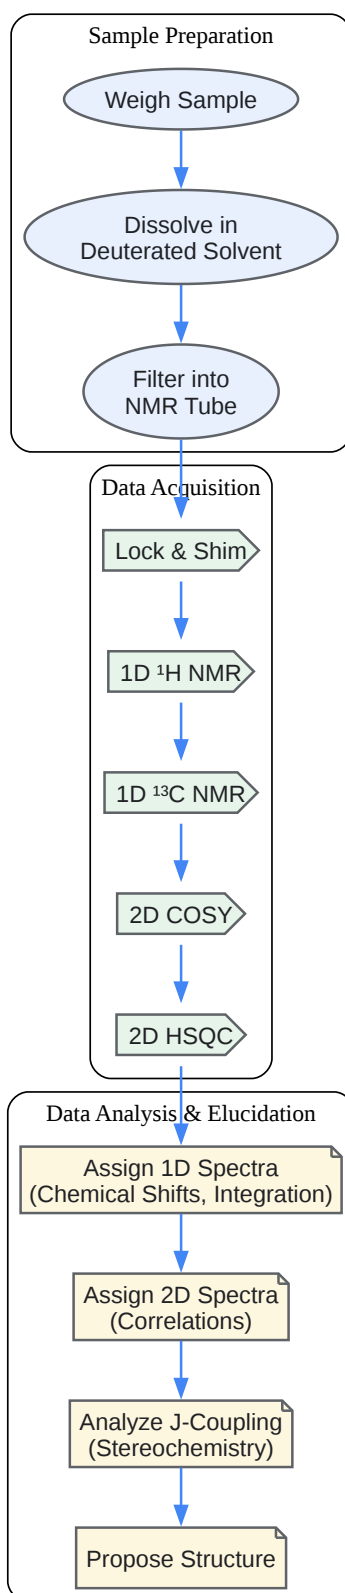 Sample Preparation
Weigh Sample
Dissolve in
Deuterated Solvent
Filter into
NMR Tube
Data Acquisition
Lock & Shim
1D ¹H NMR
1D ¹³C NMR
2D COSY
2D HSQC
Data Analysis & Elucidation
Assign 1D Spectra
(Chemical Shifts, Integration)
Assign 2D Spectra
(Correlations)
Analyze J-Coupling
(Stereochemistry)
Propose Structure